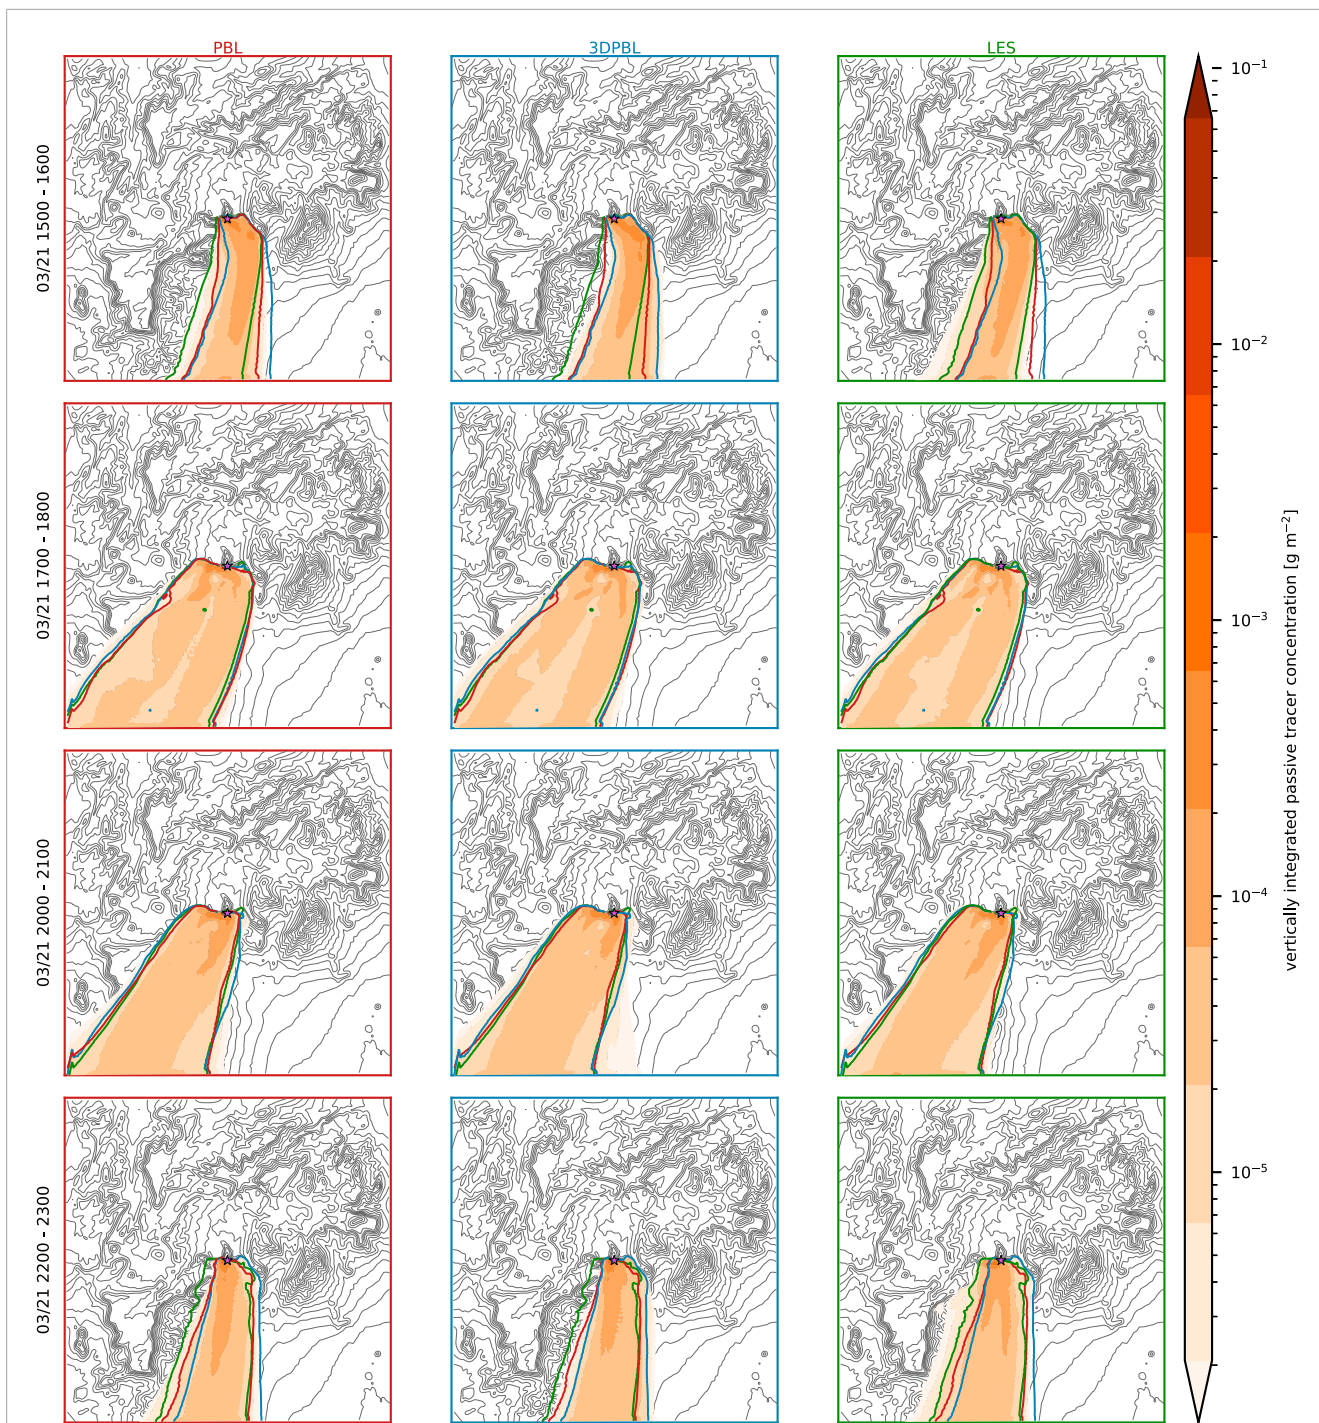 PBL 3DPBL LES
03/21 1500 - 1600
03/21 1700 - 1800
03/21 2000 - 2100
03/21 2200 - 2300
10⁻¹
10⁻²
10⁻³
10⁻⁴
10⁻⁵
vertically integrated passive tracer concentration [g m⁻²]